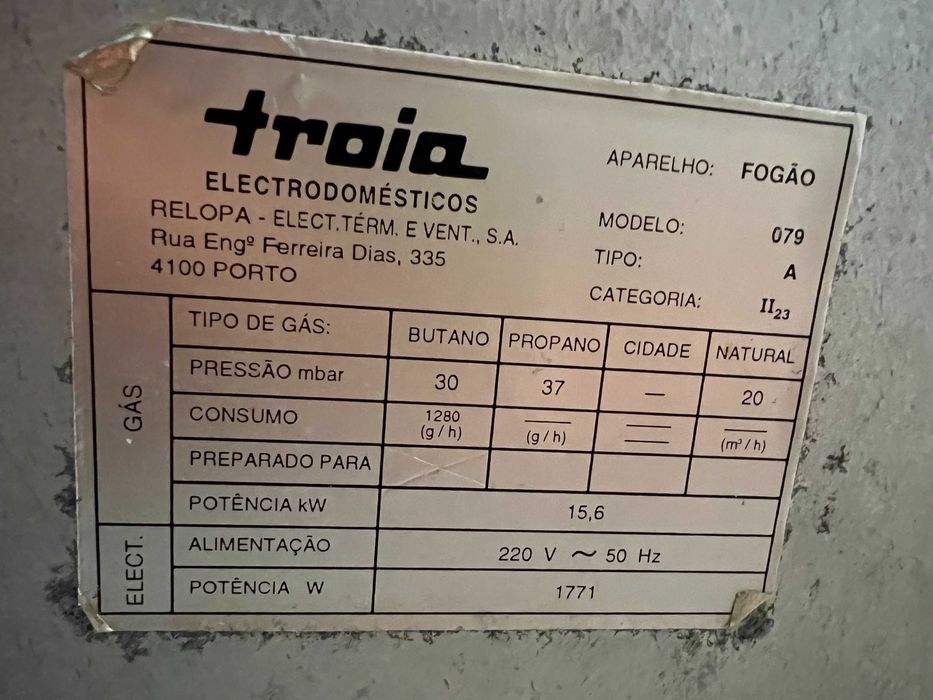 troia
ELECTRODOMÉSTICOS
RELOPA - ELECT.TÉRM. E VENT., S.A.
Rua Engº Ferreira Dias, 335
4100 PORTO
APARELHO: FOGÃO
MODELO: 079
TIPO: A
CATEGORIA: II23
GÁS
TIPO DE GÁS: BUTANO PROPANO CIDADE NATURAL
PRESSÃO mbar 30 37 — 20
CONSUMO 1280 (g/h) — (g/h) — — — (m³/h)
PREPARADO PARA
POTÊNCIA kW 15,6
ELECT.
ALIMENTAÇÃO 220 V ~ 50 Hz
POTÊNCIA W 1771